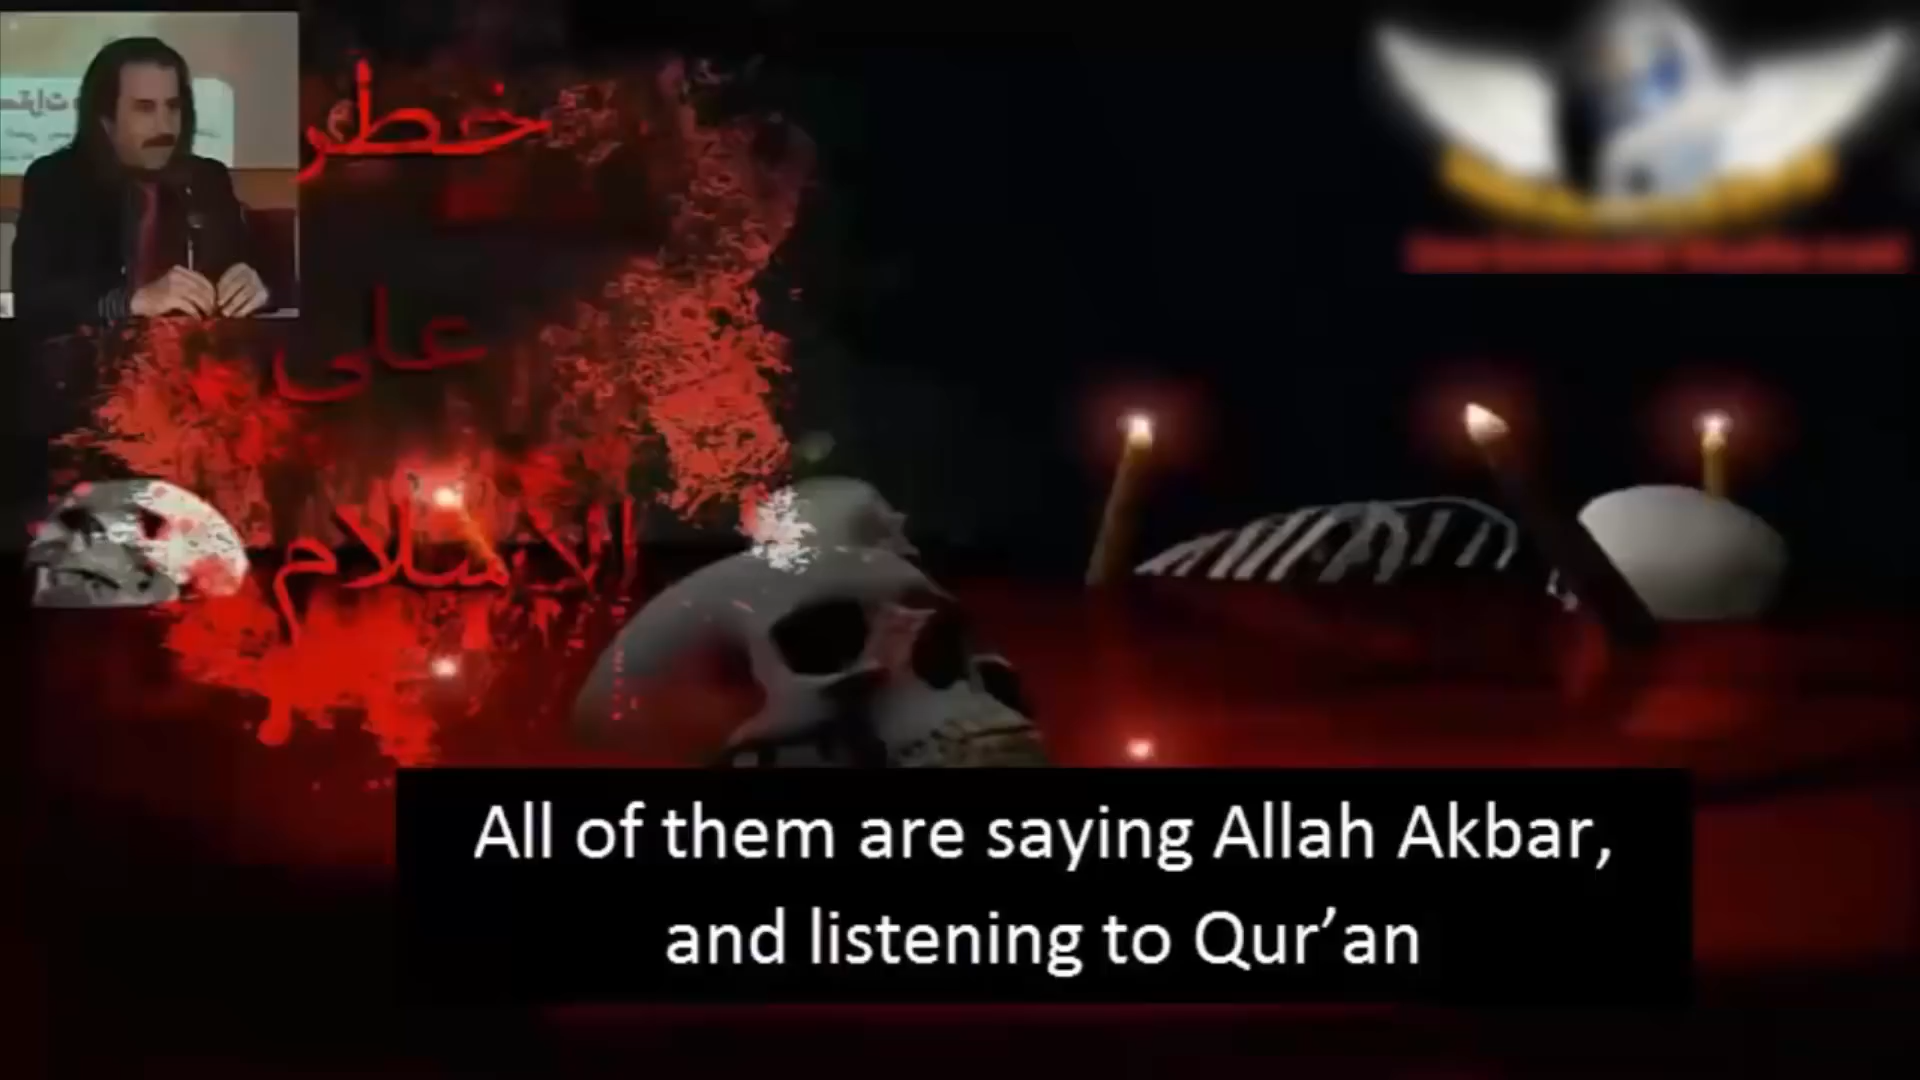 خطر
على
الإسلام
All of them are saying Allah Akbar,
and listening to Qur’an